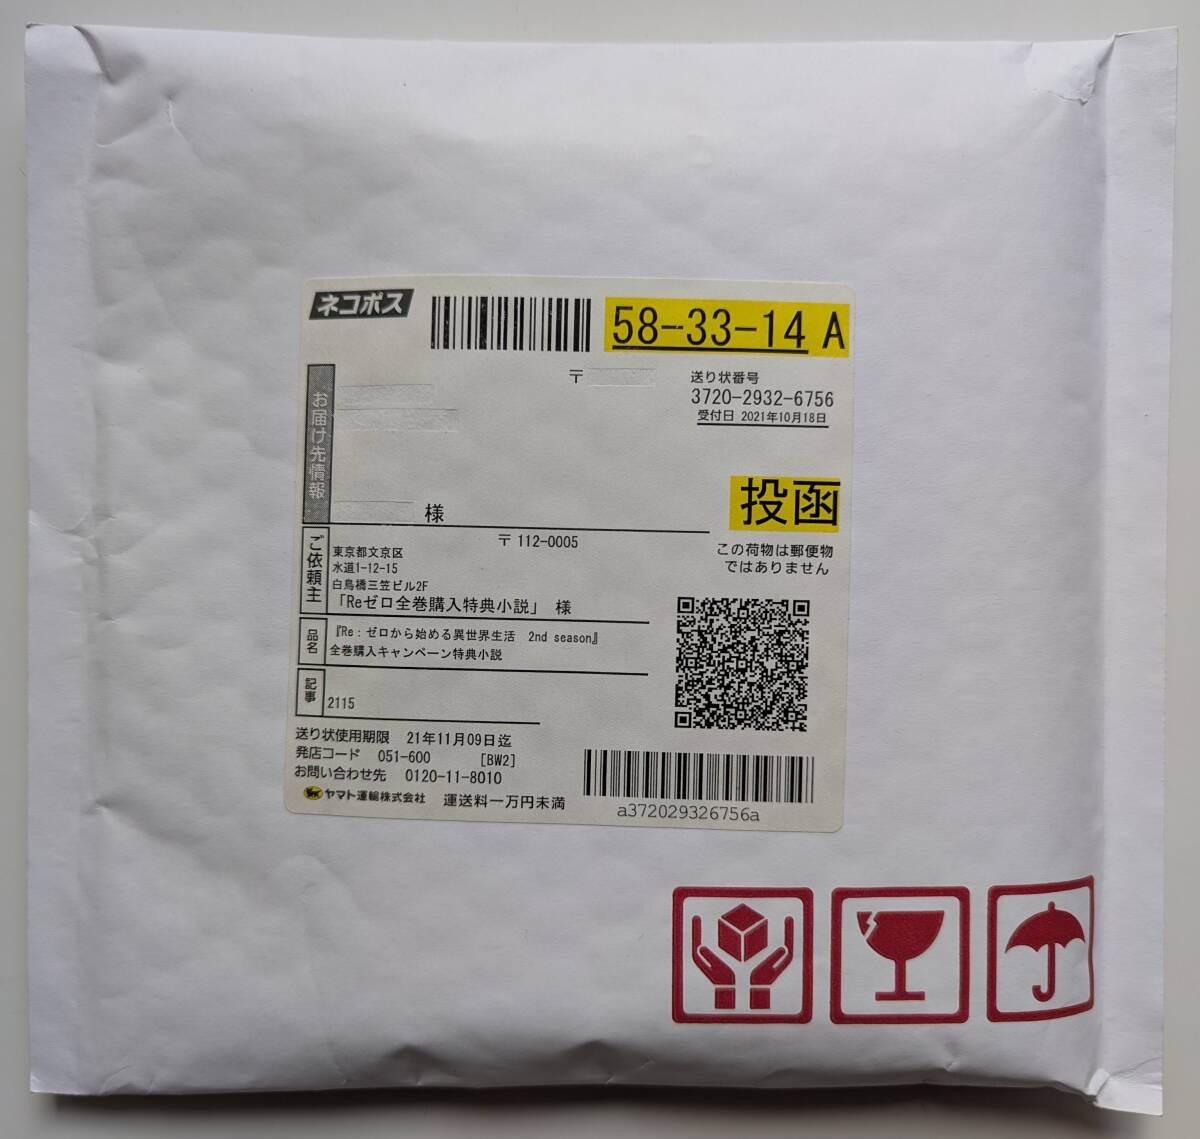 ネコポス
58-33-14 A
〒
送り状番号
3720-2932-6756
受付日 2021年10月18日
お届け先情報
様
投函
この荷物は郵便物
ではありません
ご依頼主
〒 112-0005
東京都文京区
水道1-12-15
白鳥橋三笠ビル2F
「Reゼロ全巻購入特典小説」 様
品名
『Re：ゼロから始める異世界生活 2nd season』
全巻購入キャンペーン特典小説
記事
2115
送り状使用期限 21年11月09日迄
発店コード 051-600 [BW2]
お問い合わせ先 0120-11-8010
ヤマト運輸株式会社 運送料一万円未満
a372029326756a